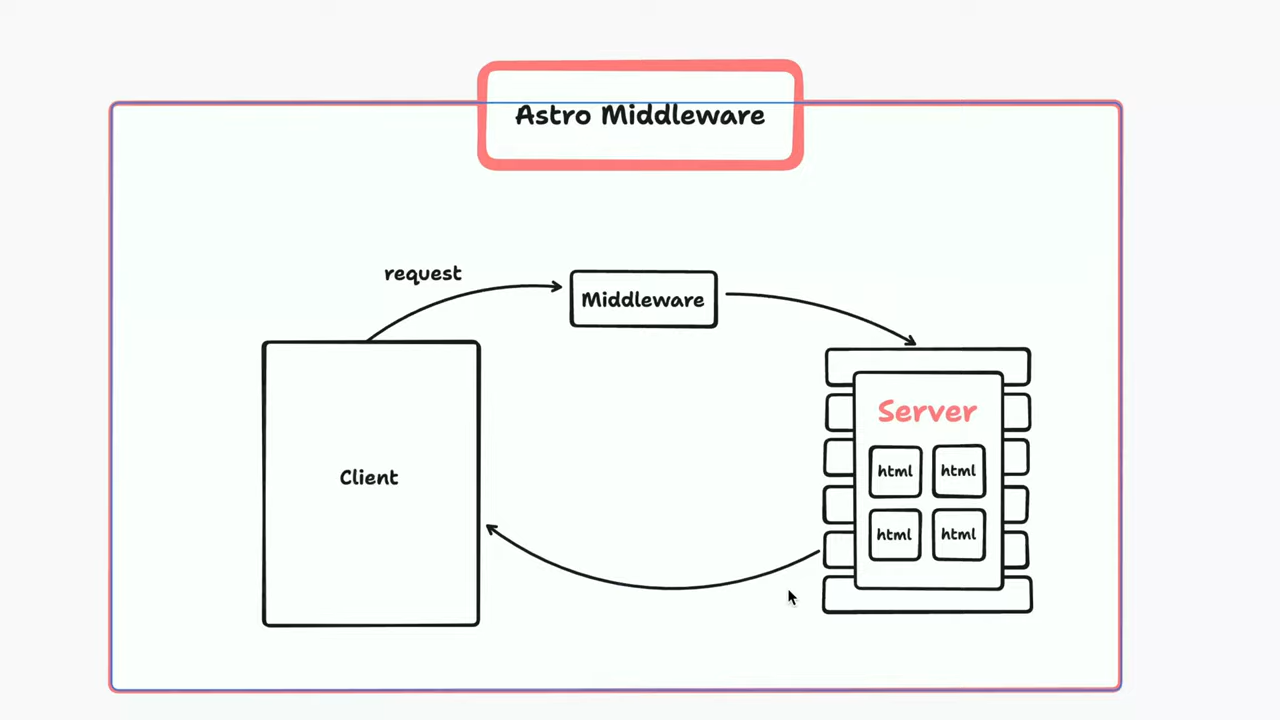 Astro Middleware
request
Middleware
Server
html html
Client
html html